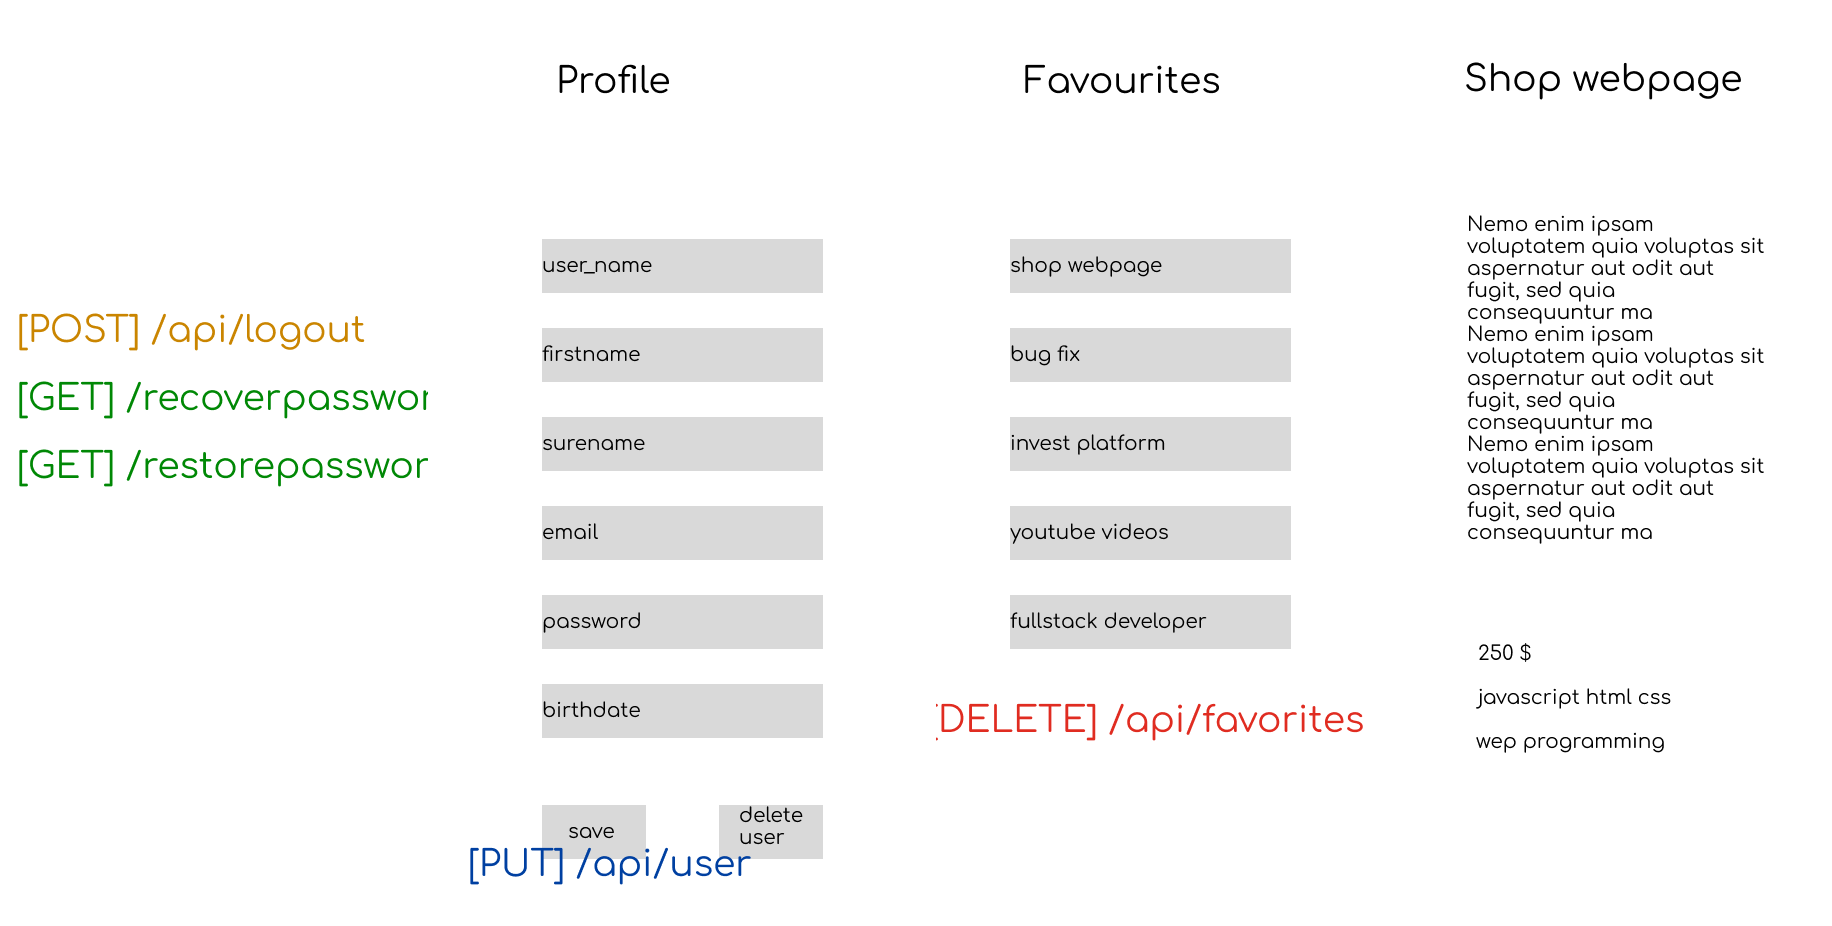 [POST] /api/logout
[GET] /recoverpasswor
[GET] /restorepasswor
Profile
user_name
firstname
surename
email
password
birthdate
save
delete
user
[PUT] /api/user
Favourites
shop webpage
bug fix
invest platform
youtube videos
fullstack developer
[DELETE] /api/favorites
Shop webpage
Nemo enim ipsam
voluptatem quia voluptas sit
aspernatur aut odit aut
fugit, sed quia
consequuntur ma
Nemo enim ipsam
voluptatem quia voluptas sit
aspernatur aut odit aut
fugit, sed quia
consequuntur ma
Nemo enim ipsam
voluptatem quia voluptas sit
aspernatur aut odit aut
fugit, sed quia
consequuntur ma
250 $
javascript html css
wep programming